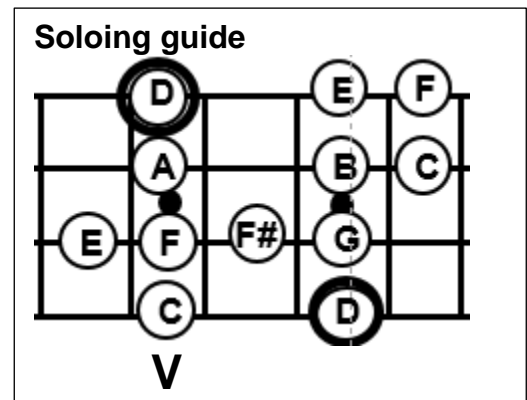 Soloing guide
D E F
A B C
E F F# G
C D
V